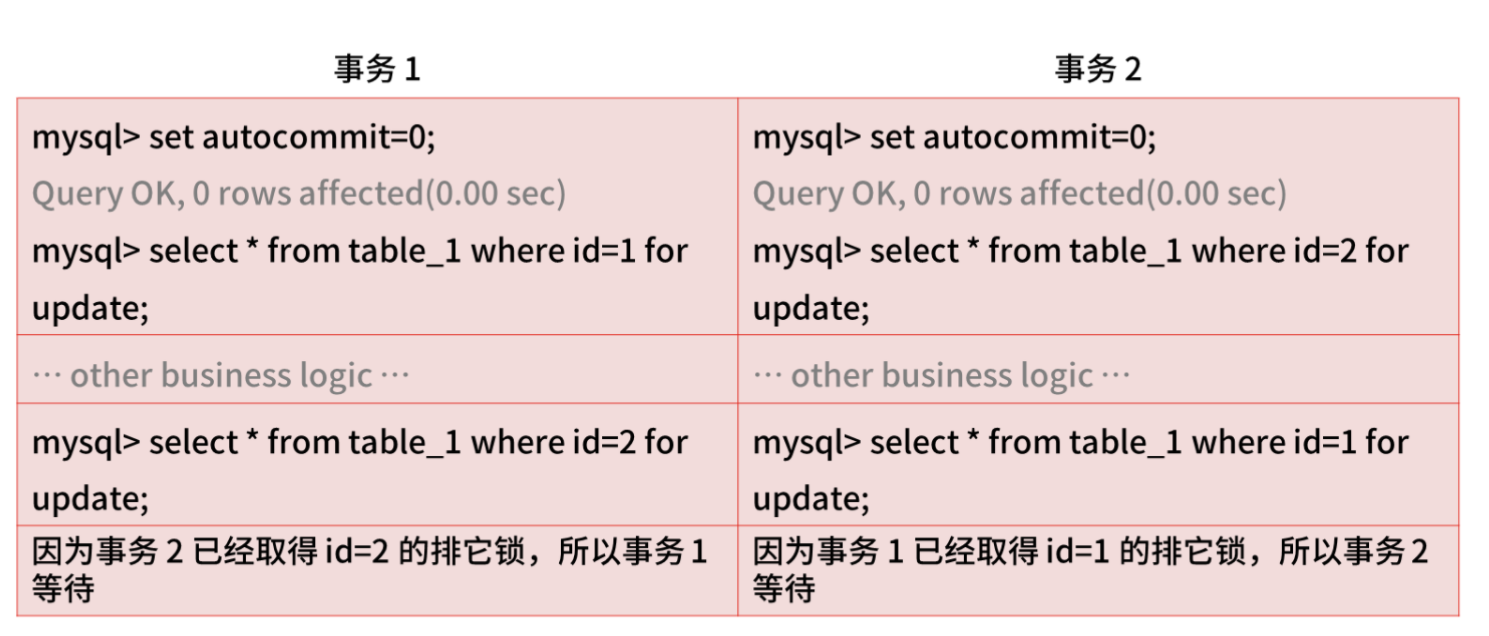 事务 1
事务 2
mysql> set autocommit=0;
Query OK, 0 rows affected(0.00 sec)
mysql> select * from table_1 where id=1 for
update;
mysql> set autocommit=0;
Query OK, 0 rows affected(0.00 sec)
mysql> select * from table_1 where id=2 for
update;
··· other business logic ···
··· other business logic ···
mysql> select * from table_1 where id=2 for
update;
mysql> select * from table_1 where id=1 for
update;
因为事务 2 已经取得 id=2 的排它锁，所以事务 1
等待
因为事务 1 已经取得 id=1 的排它锁，所以事务 2
等待